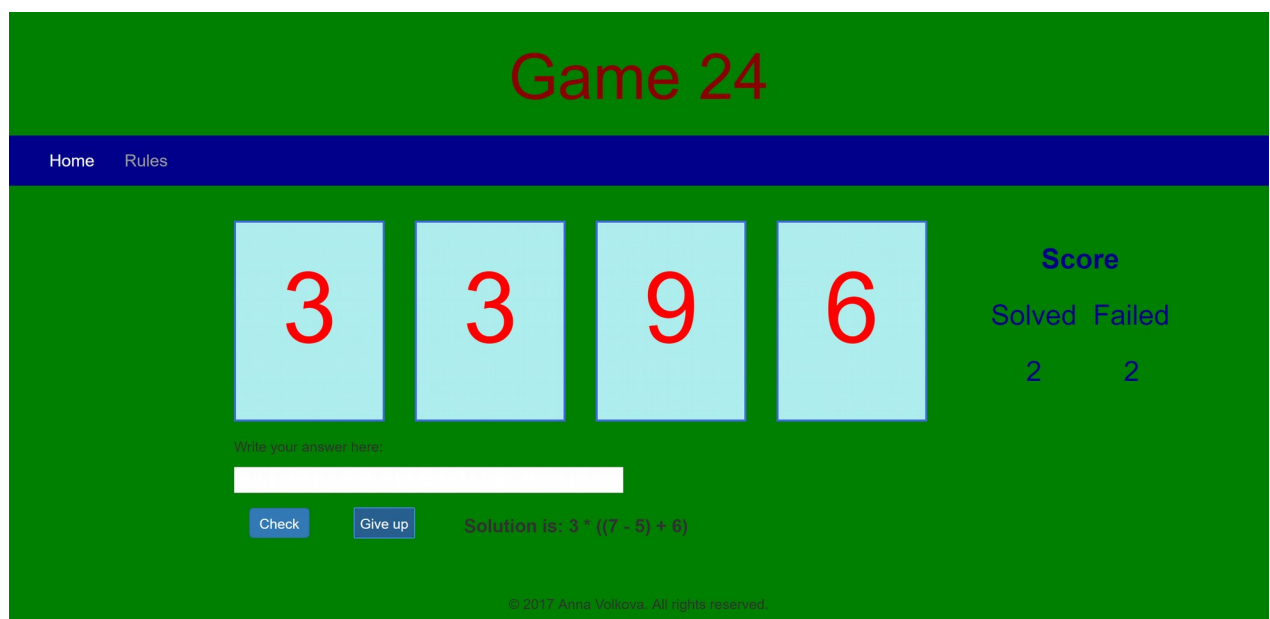 Game 24
Home Rules
3 3 9 6
Score
Solved Failed
2 2
Write your answer here:
Check Give up Solution is: 3 * ((7 - 5) + 6)
© 2017 Anna Volkova. All rights reserved.